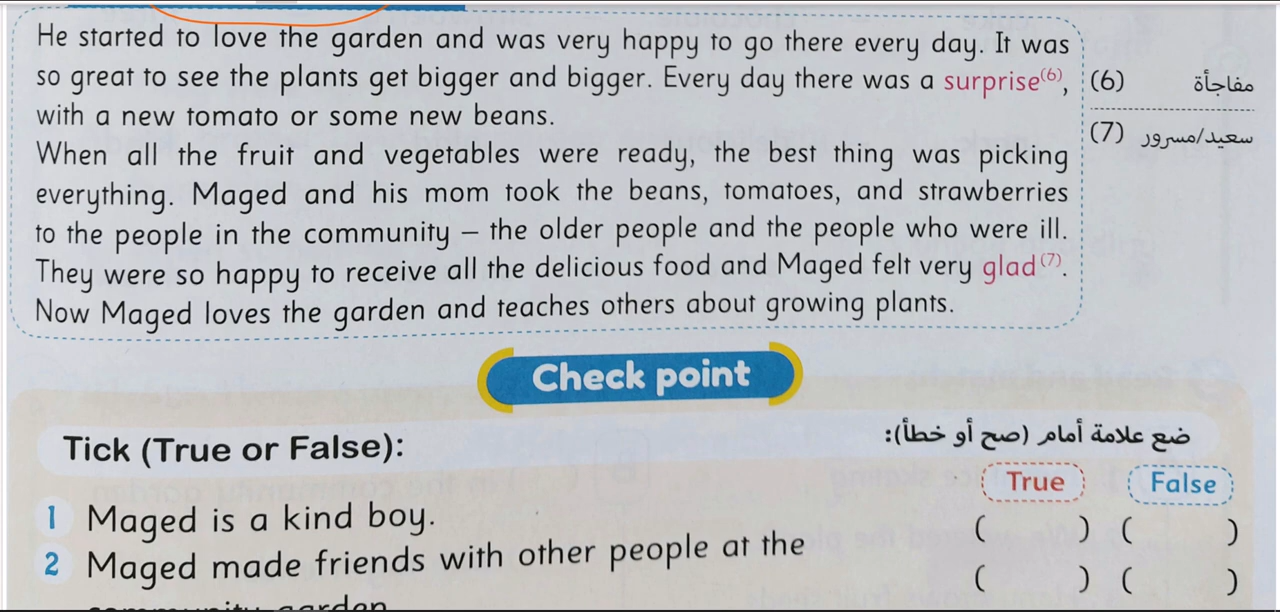 He started to love the garden and was very happy to go there every day. It was
so great to see the plants get bigger and bigger. Every day there was a surprise(6),
with a new tomato or some new beans.
When all the fruit and vegetables were ready, the best thing was picking
everything. Maged and his mom took the beans, tomatoes, and strawberries
to the people in the community – the older people and the people who were ill.
They were so happy to receive all the delicious food and Maged felt very glad(7).
Now Maged loves the garden and teaches others about growing plants.
(6) مفاجأة
(7) سعيد/مسرور
Check point
Tick (True or False):
ضع علامة أمام (صح أو خطأ):
True False
1 Maged is a kind boy. ( ) ( )
2 Maged made friends with other people at the ( ) ( )
community garden